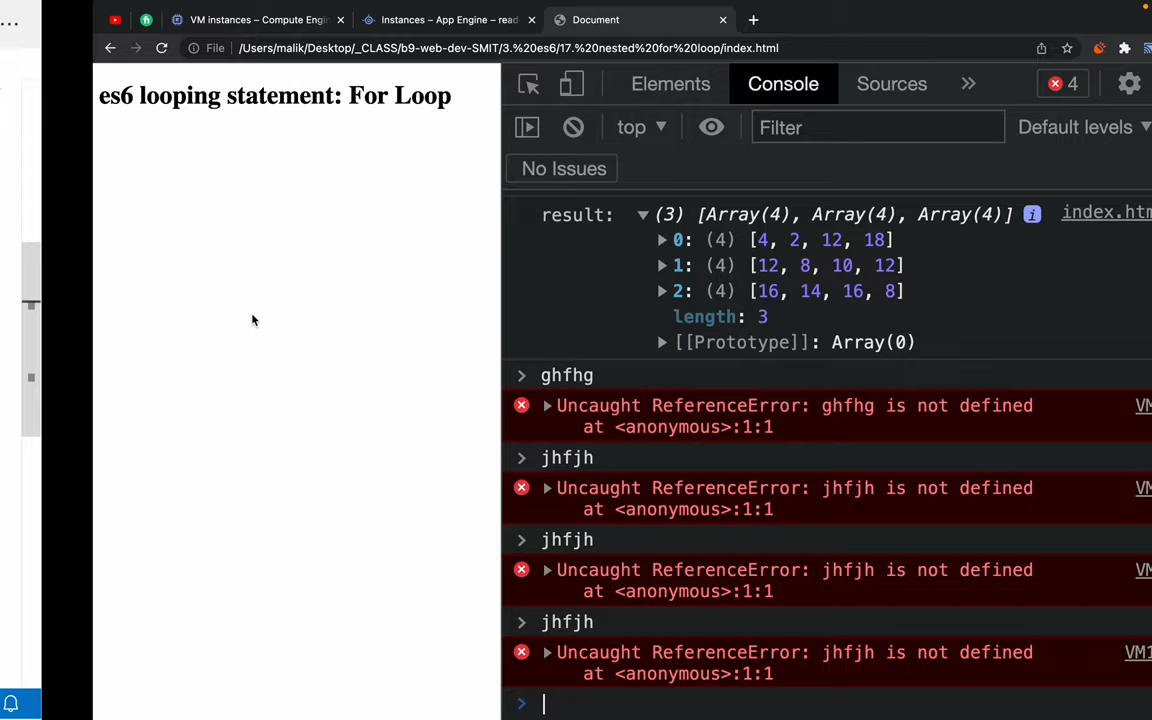 VM instances – Compute Engin
Instances – App Engine – read
Document
File
/Users/malik/Desktop/_CLASS/b9-web-dev-SMIT/3.%20es6/17.%20nested%20for%20loop/index.html
es6 looping statement: For Loop
Elements
Console
Sources
4
top
Filter
Default levels
No Issues
result: (3) [Array(4), Array(4), Array(4)] i index.htm
0: (4) [4, 2, 12, 18]
1: (4) [12, 8, 10, 12]
2: (4) [16, 14, 16, 8]
length: 3
[[Prototype]]: Array(0)
> ghfhg
Uncaught ReferenceError: ghfhg is not defined VM
at <anonymous>:1:1
> jhfjh
Uncaught ReferenceError: jhfjh is not defined VM
at <anonymous>:1:1
> jhfjh
Uncaught ReferenceError: jhfjh is not defined VM
at <anonymous>:1:1
> jhfjh
Uncaught ReferenceError: jhfjh is not defined VM1
at <anonymous>:1:1
>